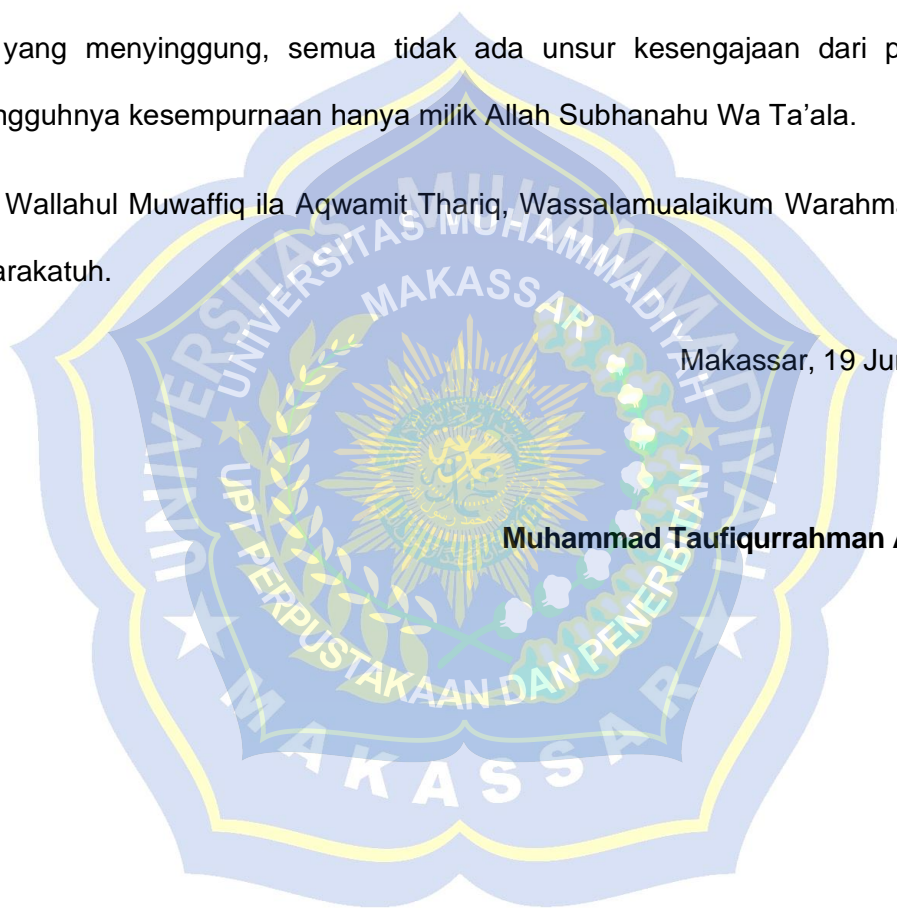 yang menyinggung, semua tidak ada unsur kesengajaan dari p
ngguhnya kesempurnaan hanya milik Allah Subhanahu Wa Ta’ala.
Wallahul Muwaffiq ila Aqwamit Thariq, Wassalamualaikum Warahma
arakatuh.
Makassar, 19 Ju
Muhammad Taufiqurrahman A
UNIVERSITAS MUHAMMADIYAH
MAKASSAR
UNIVERSITAS MUHAMMADIYAH
MAKASSAR
UPT PERPUSTAKAAN DAN PENERBITAN